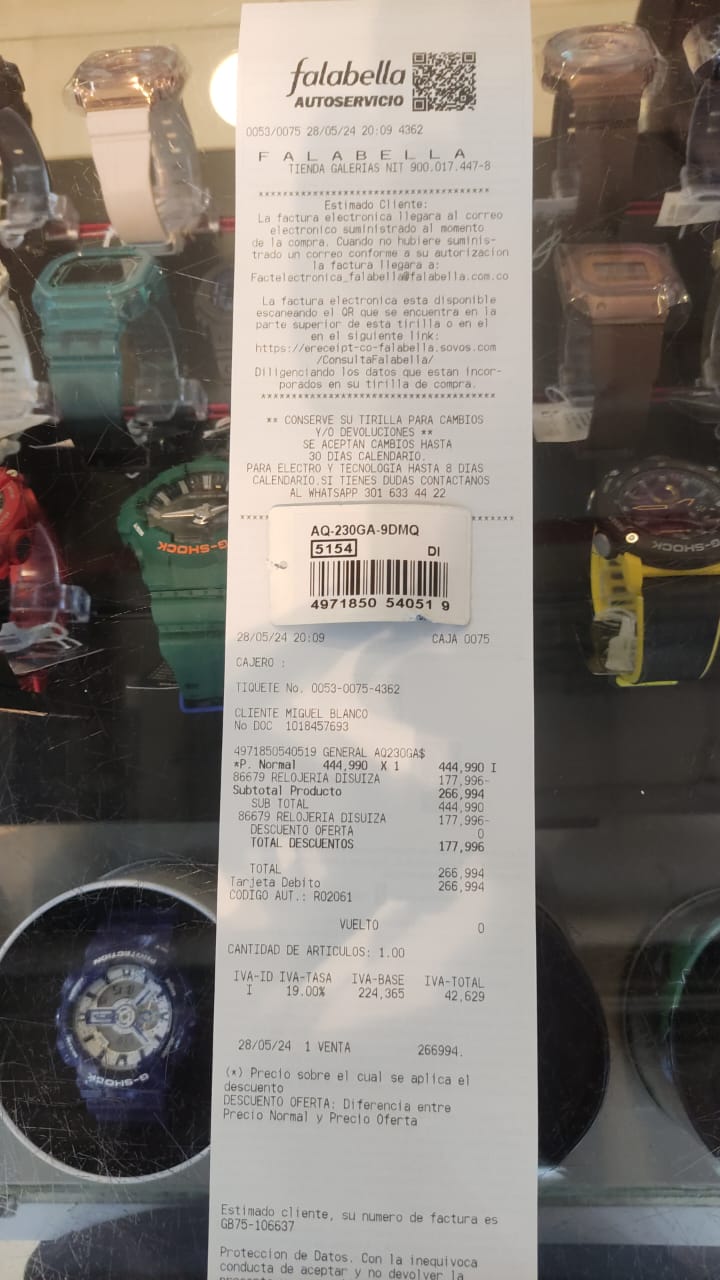 falabella
AUTOSERVICIO
0053/0075 28/05/24 20:09 4362
F A L A B E L L A
TIENDA GALERIAS NIT 900.017.447-8
****************************************
Estimado Cliente:
La factura electronica llegara al correo
electronico suministrado al momento
de la compra. Cuando no hubiere suminis-
trado un correo conforme a su autorizacion
la factura llegara a:
Factelectronica_falabella@falabella.com.co
La factura electronica esta disponible
escaneando el QR que se encuentra en la
parte superior de esta tirilla o en el
en el siguiente link:
https://ereceipt-co-falabella.sovos.com
/ConsultaFalabella/
Diligenciando los datos que estan incor-
porados en su tirilla de compra.
****************************************
** CONSERVE SU TIRILLA PARA CAMBIOS
Y/O DEVOLUCIONES **
SE ACEPTAN CAMBIOS HASTA
30 DIAS CALENDARIO.
PARA ELECTRO Y TECNOLOGIA HASTA 8 DIAS
CALENDARIO.SI TIENES DUDAS CONTACTANOS
AL WHATSAPP 301 633 44 22
AQ-230GA-9DMQ
5154 DI
4971850 54051 9
28/05/24 20:09 CAJA 0075
CAJERO :
TIQUETE No. 0053-0075-4362
CLIENTE MIGUEL BLANCO
No DOC 1018457693
4971850540519 GENERAL AQ230GA$
*P. Normal 444,990 X 1 444,990 I
86679 RELOJERIA DISUIZA 177,996-
Subtotal Producto 266,994
SUB TOTAL 444,990
86679 RELOJERIA DISUIZA 177,996-
DESCUENTO OFERTA 0
TOTAL DESCUENTOS 177,996
TOTAL 266,994
Tarjeta Debito 266,994
CODIGO AUT.: R02061
VUELTO 0
CANTIDAD DE ARTICULOS: 1.00
IVA-ID IVA-TASA IVA-BASE IVA-TOTAL
I 19.00% 224,365 42,629
28/05/24 1 VENTA 266994.
(*) Precio sobre el cual se aplica el
descuento
DESCUENTO OFERTA: Diferencia entre
Precio Normal y Precio Oferta
Estimado cliente, su numero de factura es
GB75-106637
Proteccion de Datos. Con la inequivoca
conducta de aceptar y no devolver la
G-SHOCK
G-SHOCK
PROTECTION
G-SHOCK